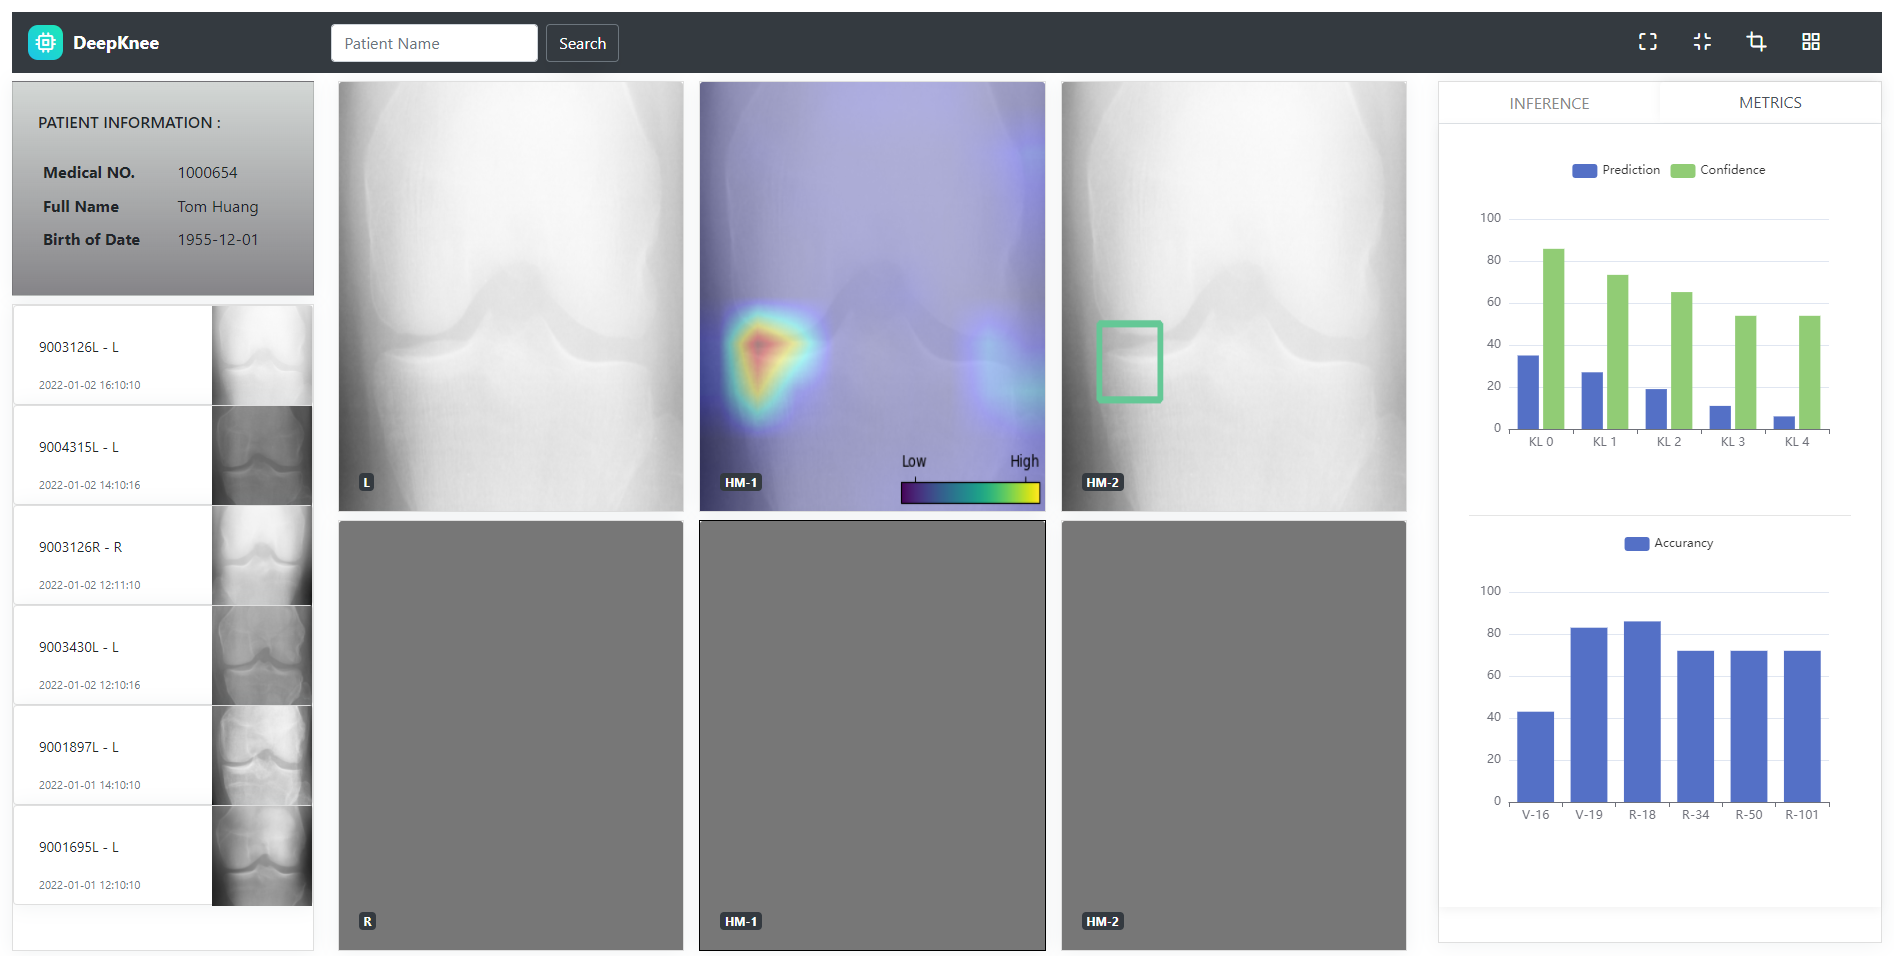 DeepKnee
Patient Name
Search
PATIENT INFORMATION :
Medical NO. 1000654
Full Name Tom Huang
Birth of Date 1955-12-01
9003126L - L
2022-01-02 16:10:10
9004315L - L
2022-01-02 14:10:16
9003126R - R
2022-01-02 12:11:10
9003430L - L
2022-01-02 12:10:16
9001897L - L
2022-01-01 14:10:10
9001695L - L
2022-01-01 12:10:10
L
Low High
HM-1
HM-2
R
HM-1
HM-2
INFERENCE METRICS
Prediction Confidence
100
80
60
40
20
0
KL 0 KL 1 KL 2 KL 3 KL 4
Accurancy
100
80
60
40
20
0
V-16 V-19 R-18 R-34 R-50 R-101